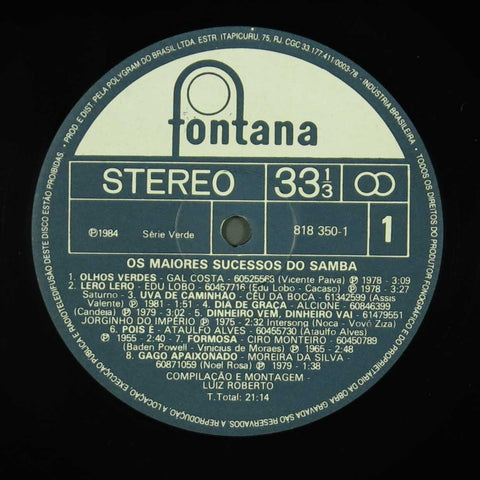 PROD. E DIST. PELA POLYGRAM DO BRASIL LTDA. ESTR. ITAPICURU, 75, RJ. CGC 33.177.411/0003-78 - INDÚSTRIA BRASILEIRA • TODOS OS DIREITOS DO PRODUTOR FONOGRÁFICO E DO PROPRIETÁRIO DA OBRA GRAVADA SÃO RESERVADOS. A REPRODUÇÃO, A LOCAÇÃO, EXECUÇÃO PÚBLICA E RADIOTELEDIFUSÃO DESTE DISCO ESTÃO PROIBIDAS •
fontana
STEREO 33 1/3
℗1984 Série Verde 818 350-1 1
OS MAIORES SUCESSOS DO SAMBA
1. OLHOS VERDES - GAL COSTA - 60525563 (Vicente Paiva) ℗ 1978 - 3:09
2. LERO LERO - EDU LOBO - 60457716 (Edu Lobo - Cacaso) ℗ 1978 -
Saturno - 3. UVA DE CAMINHÃO - CÉU DA BOCA - 61342599 (Assis
Valente) ℗ 1981 - 1:51 - 4. DIA DE GRAÇA - ALCIONE - 60846399
(Candeia) ℗ 1979 - 3:02 - 5. DINHEIRO VEM, DINHEIRO VAI - 61479551
JORGINHO DO IMPÉRIO ℗ 1975 - 2:32 Intersong (Noca - Vovó Ziza)
6. POIS É - ATAULFO ALVES - 60455730 (Ataulfo Alves)
℗ 1955 - 2:40 - 7. FORMOSA - CIRO MONTEIRO - 60450789
(Baden Powell - Vinicius de Moraes) ℗ 1965 - 2:48
8. GAGO APAIXONADO - MOREIRA DA SILVA -
60871059 (Noel Rosa) ℗ 1979 - 1:38
COMPILAÇÃO E MONTAGEM -
LUIZ ROBERTO
T. Total: 21:14